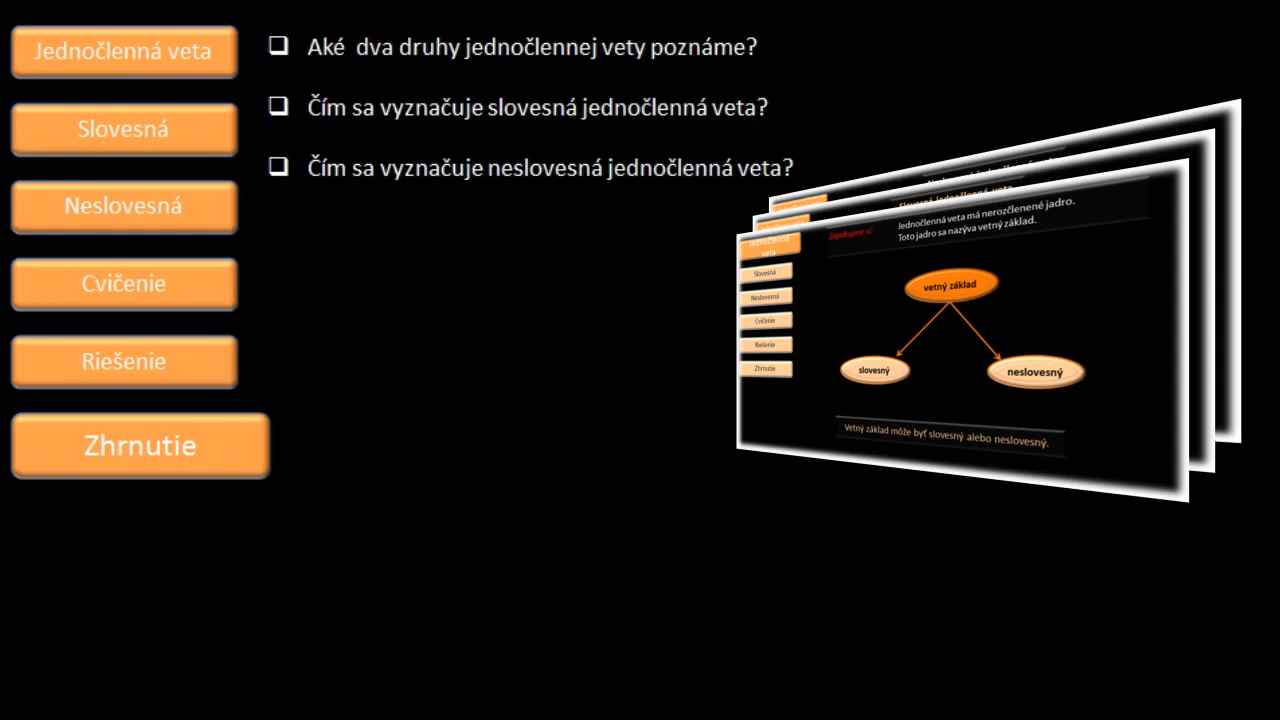 Jednočlenná veta
Slovesná
Neslovesná
Cvičenie
Riešenie
Zhrnutie
Aké dva druhy jednočlennej vety poznáme?
Čím sa vyznačuje slovesná jednočlenná veta?
Čím sa vyznačuje neslovesná jednočlenná veta?
Jednočlenná
veta
Slovesná
Neslovesná
Cvičenie
Riešenie
Zhrnutie
Zopakujme si:
Jednočlenná veta má nerozčlenené jadro.
Toto jadro sa nazýva vetný základ.
vetný základ
slovesný
neslovesný
Vetný základ môže byť slovesný alebo neslovesný.